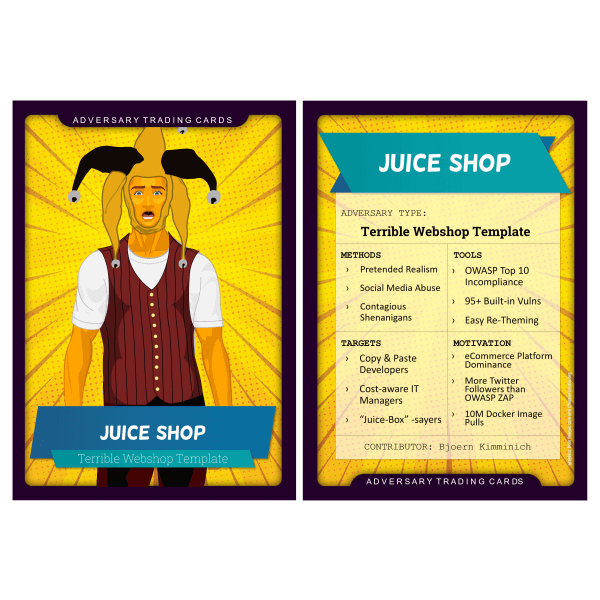 ADVERSARY TRADING CARDS
JUICE SHOP
Terrible Webshop Template
JUICE SHOP
ADVERSARY TYPE:
Terrible Webshop Template
METHODS
› Pretended Realism
› Social Media Abuse
› Contagious
Shenanigans
TOOLS
› OWASP Top 10
Incompliance
› 95+ Built-in Vulns
› Easy Re-Theming
TARGETS
› Copy & Paste
Developers
› Cost-aware IT
Managers
› “Juice-Box” -sayers
MOTIVATION
› eCommerce Platform
Dominance
› More Twitter
Followers than
OWASP ZAP
› 10M Docker Image
Pulls
CONTRIBUTOR: Bjoern Kimminich
ADVERSARY TRADING CARDS